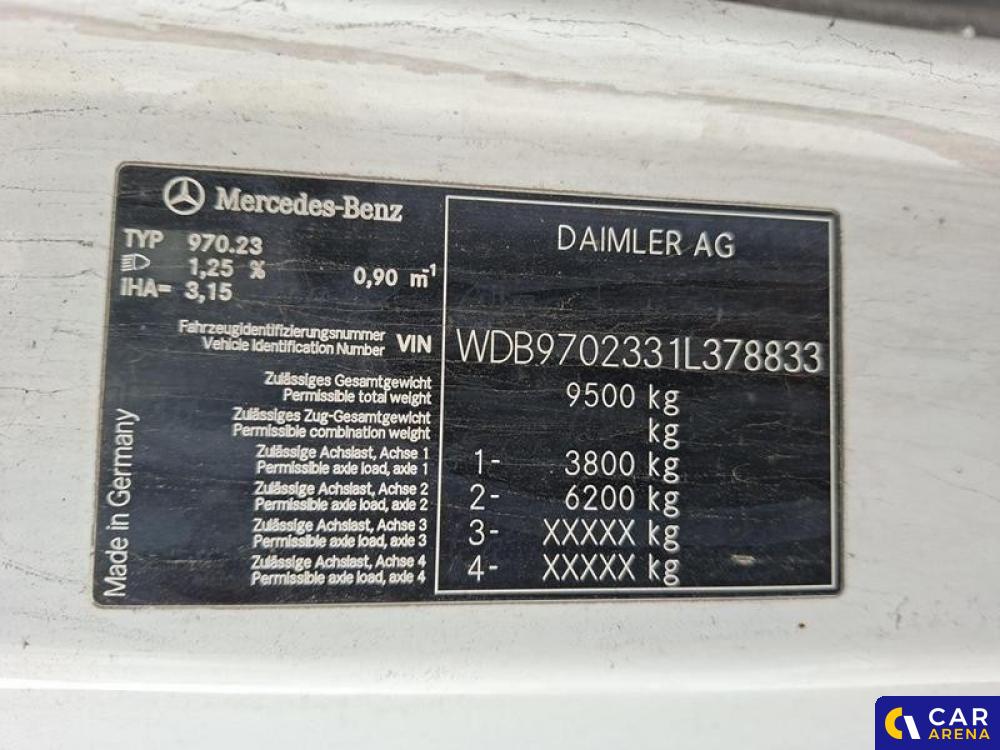 Mercedes-Benz
TYP 970.23
1,25 % 0,90 m⁻¹
IHA= 3,15
DAIMLER AG
Fahrzeugidentifizierungsnummer
Vehicle Identification Number VIN WDB9702331L378833
Zulässiges Gesamtgewicht
Permissible total weight 9500 kg
Zulässiges Zug-Gesamtgewicht
Permissible combination weight kg
Zulässige Achslast, Achse 1
Permissible axle load, axle 1 1- 3800 kg
Zulässige Achslast, Achse 2
Permissible axle load, axle 2 2- 6200 kg
Zulässige Achslast, Achse 3
Permissible axle load, axle 3 3- XXXXX kg
Zulässige Achslast, Achse 4
Permissible axle load, axle 4 4- XXXXX kg
Made in Germany
CAR
ARENA